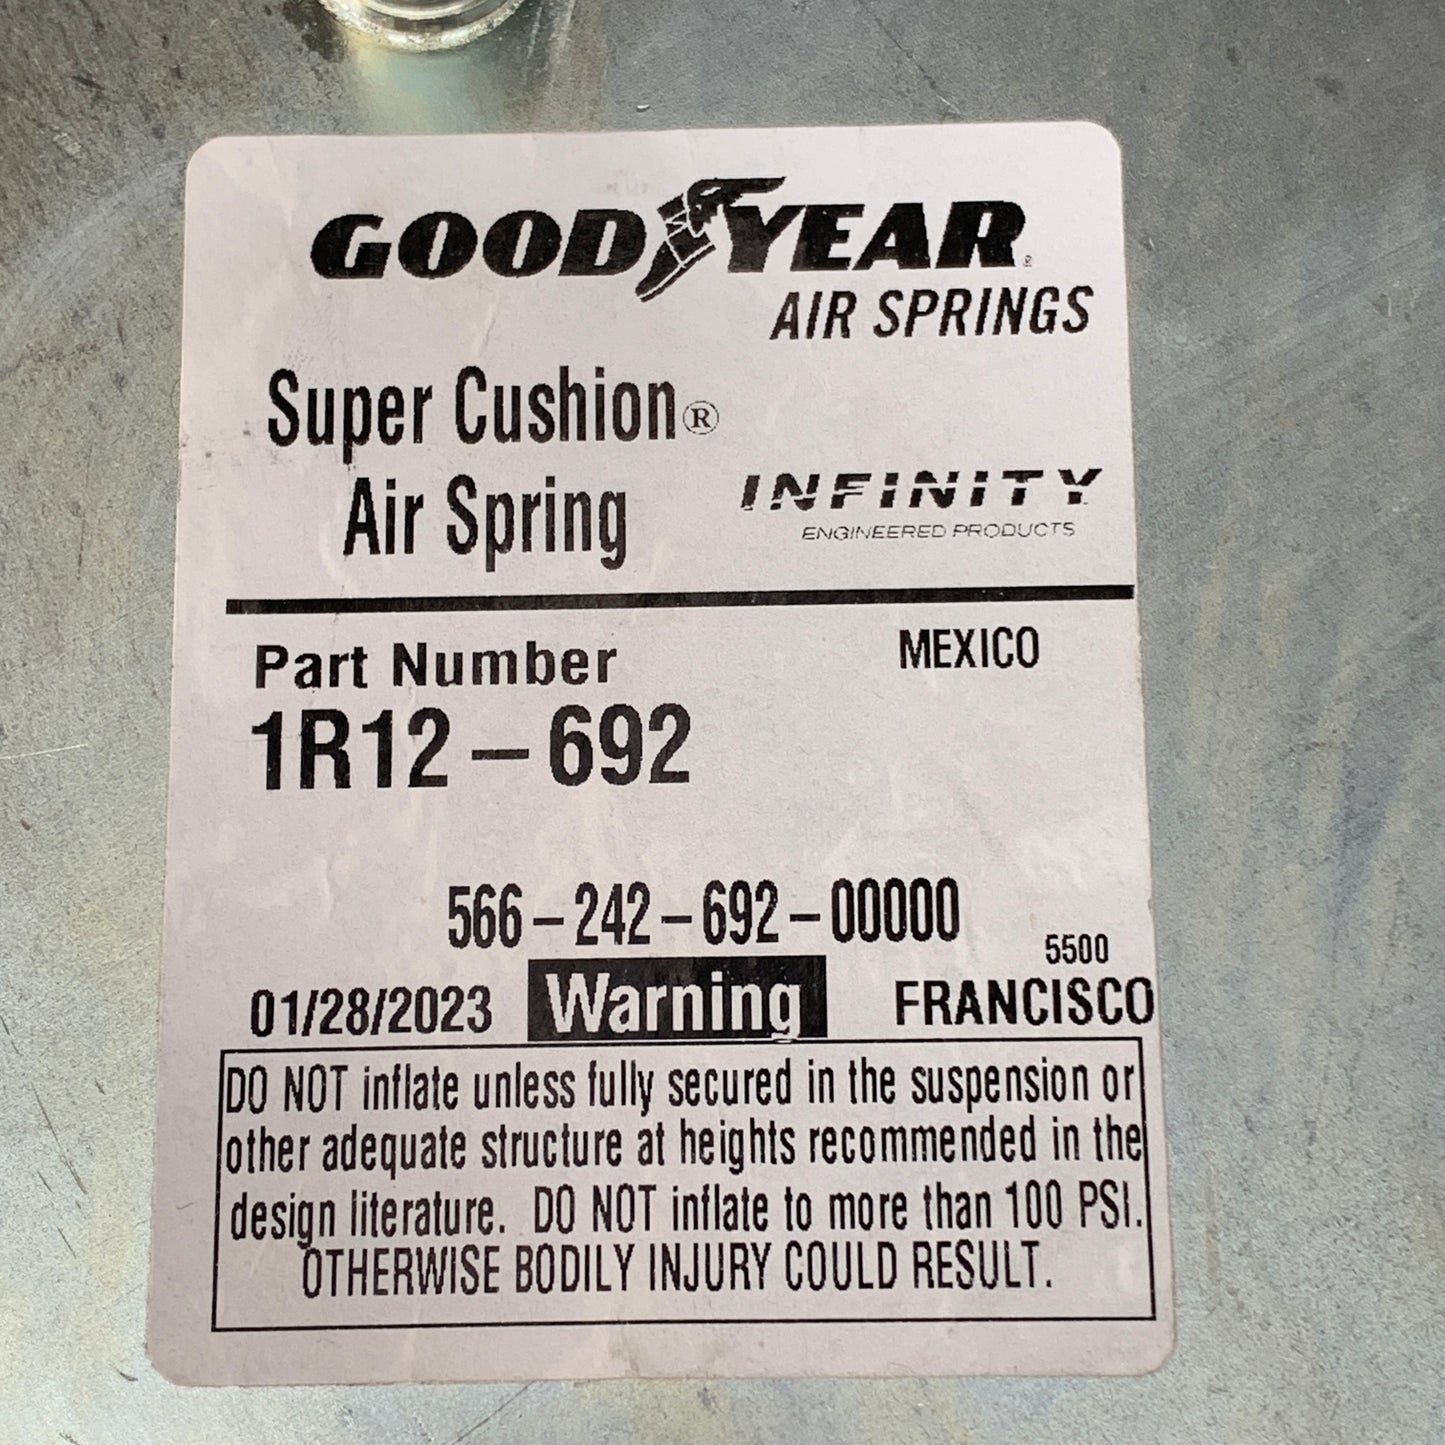 GOODYEAR
AIR SPRINGS
Super Cushion®
Air Spring
INFINITY
ENGINEERED PRODUCTS
Part Number
MEXICO
1R12-692
566-242-692-00000
5500
01/28/2023
Warning
FRANCISCO
DO NOT inflate unless fully secured in the suspension or
other adequate structure at heights recommended in the
design literature. DO NOT inflate to more than 100 PSI.
OTHERWISE BODILY INJURY COULD RESULT.